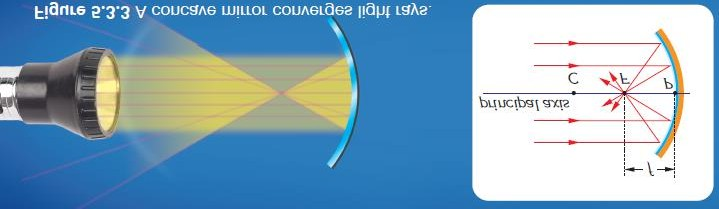 Figure 5.3.3 A concave mirror converges light rays.
C F P
principal axis
f